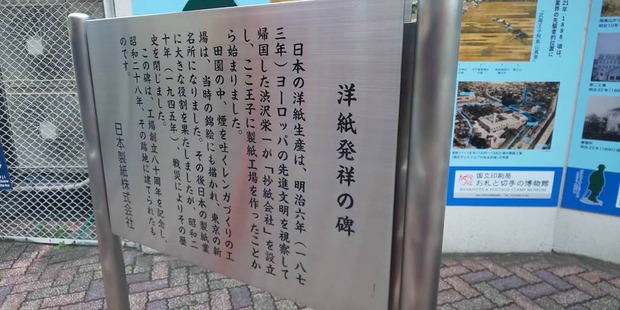 洋紙発祥の碑
日本の洋紙生産は、明治六年（一八七
三年）ヨーロッパの先進文明を視察して
帰国した渋沢栄一が「抄紙会社」を設立
し、ここ王子に製紙工場を作ったことか
ら始まりました。
田園の中、煙を吐くレンガづくりの工
場は、当時の錦絵にも描かれ、東京の新
名所になりました。その後日本の製紙業
に大きな役割を果たしましたが、昭和二
十年（一九四五年）、戦災によりその歴
史を閉じました。
この碑は、工場創立八十周年を記念し、
昭和二十八年、その跡地に建てられたも
のです。
日本製紙株式会社
国立印刷局
お札と切手の博物館
BANKNOTE & POSTAGE STAMP MUSEUM